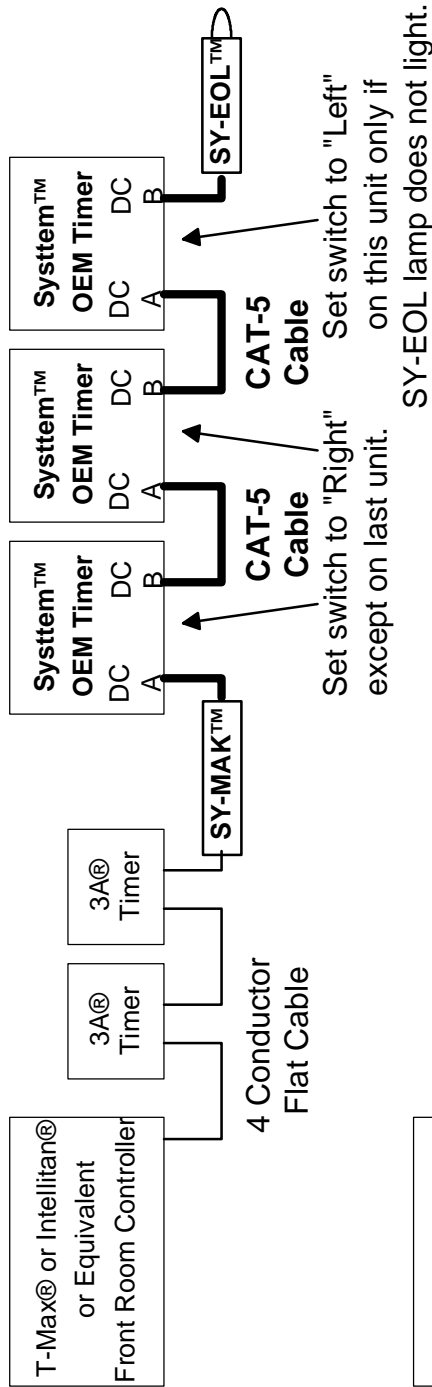 T-Max® or Intellitan®
or Equivalent
Front Room Controller
3A®
Timer
3A®
Timer
4 Conductor
Flat Cable
SY-MAK™
Systtem™
OEM Timer
DC
DC
A
B
Systtem™
OEM Timer
DC
DC
A
B
Systtem™
OEM Timer
DC
DC
A
B
SY-EOL™
CAT-5
Cable
CAT-5
Cable
Set switch to "Right"
except on last unit.
Set switch to "Left"
on this unit only if
SY-EOL lamp does not light.